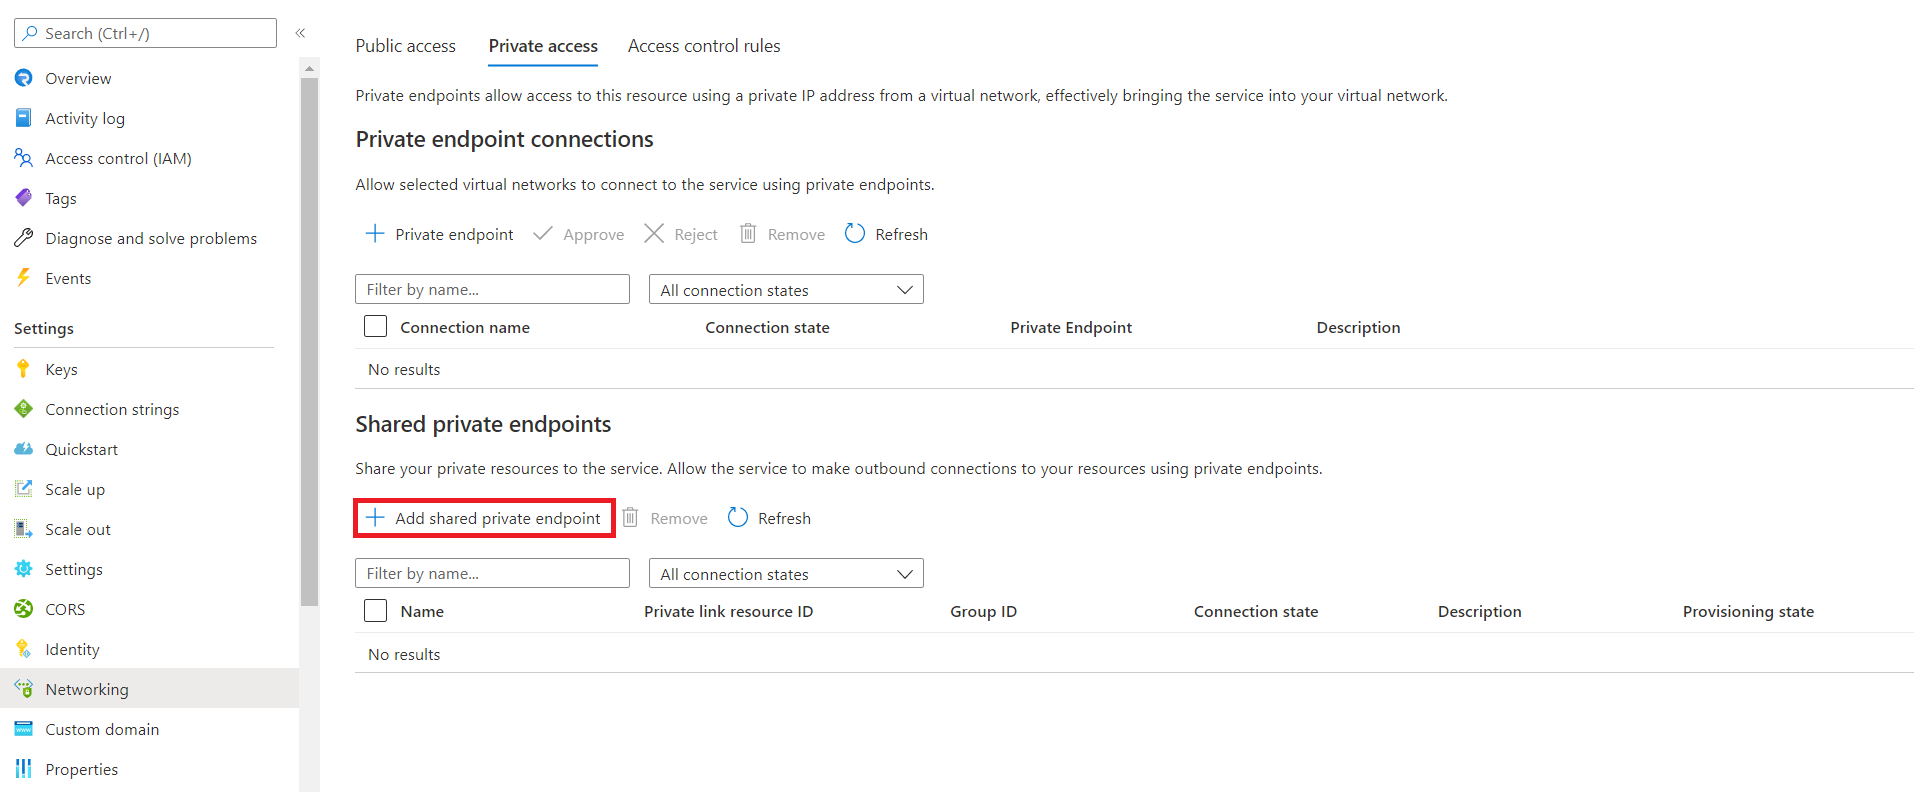 Search (Ctrl+/)
«
Overview
Activity log
Access control (IAM)
Tags
Diagnose and solve problems
Events
Settings
Keys
Connection strings
Quickstart
Scale up
Scale out
Settings
CORS
Identity
Networking
Custom domain
Properties
Public access Private access Access control rules
Private endpoints allow access to this resource using a private IP address from a virtual network, effectively bringing the service into your virtual network.
Private endpoint connections
Allow selected virtual networks to connect to the service using private endpoints.
Private endpoint Approve Reject Remove Refresh
Filter by name... All connection states
Connection name Connection state Private Endpoint Description
No results
Shared private endpoints
Share your private resources to the service. Allow the service to make outbound connections to your resources using private endpoints.
Add shared private endpoint Remove Refresh
Filter by name... All connection states
Name Private link resource ID Group ID Connection state Description Provisioning state
No results